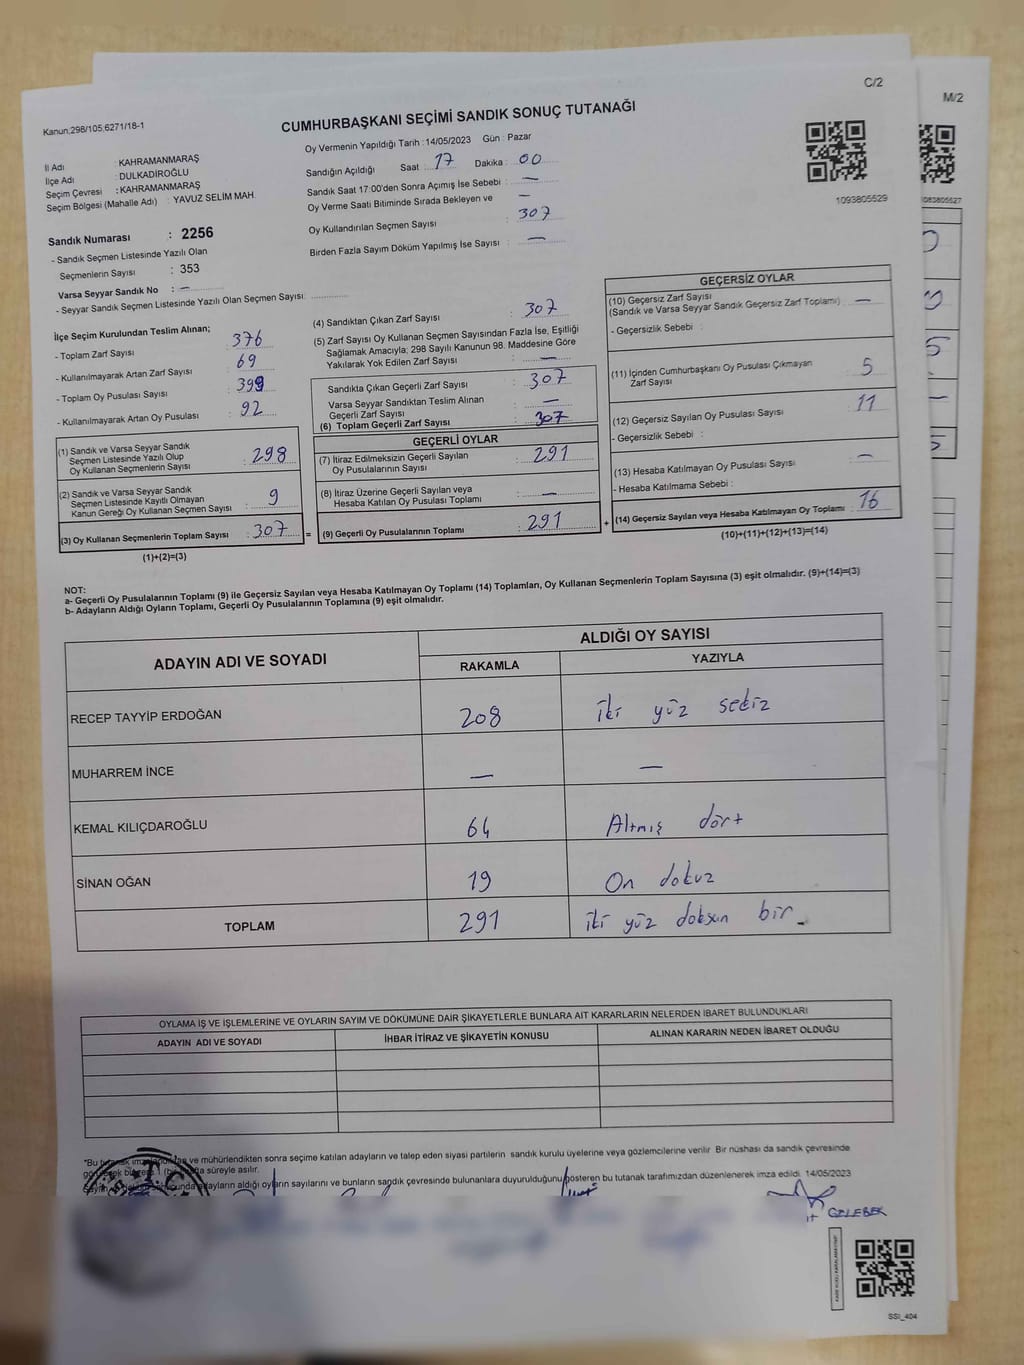 C/2
M/2
Kanun,298/105,6271/18-1
CUMHURBAŞKANI SEÇİMİ SANDIK SONUÇ TUTANAĞI
Oy Vermenin Yapıldığı Tarih : 14/05/2023 Gün : Pazar
İl Adı : KAHRAMANMARAŞ
İlçe Adı : DULKADİROĞLU
Seçim Çevresi : KAHRAMANMARAŞ
Seçim Bölgesi (Mahalle Adı) : YAVUZ SELİM MAH.
Sandığın Açıldığı Saat : 17 Dakika : 00
Sandık Saat 17:00'den Sonra Açımış İse Sebebi : —
Oy Verme Saati Bitiminde Sırada Bekleyen ve —
Oy Kullandırılan Seçmen Sayısı : 307
Birden Fazla Sayım Döküm Yapılmış İse Sayısı : —
1093805529
1083805527
Sandık Numarası : 2256
- Sandık Seçmen Listesinde Yazılı Olan
Seçmenlerin Sayısı : 353
Varsa Seyyar Sandık No : —
- Seyyar Sandık Seçmen Listesinde Yazılı Olan Seçmen Sayısı:
İlçe Seçim Kurulundan Teslim Alınan;
- Toplam Zarf Sayısı : 376
- Kullanılmayarak Artan Zarf Sayısı : 69
- Toplam Oy Pusulası Sayısı : 399
- Kullanılmayarak Artan Oy Pusulası : 92
(1) Sandık ve Varsa Seyyar Sandık
Seçmen Listesinde Yazılı Olup
Oy Kullanan Seçmenlerin Sayısı : 298
(2) Sandık ve Varsa Seyyar Sandık
Seçmen Listesinde Kayıtlı Olmayan
Kanun Gereği Oy Kullanan Seçmen Sayısı : 9
(3) Oy Kullanan Seçmenlerin Toplam Sayısı : 307 =
(1)+(2)=(3)
(4) Sandıktan Çıkan Zarf Sayısı : 307
(5) Zarf Sayısı Oy Kullanan Seçmen Sayısından Fazla İse, Eşitliği
Sağlamak Amacıyla; 298 Sayılı Kanunun 98. Maddesine Göre
Yakılarak Yok Edilen Zarf Sayısı : —
Sandıkta Çıkan Geçerli Zarf Sayısı : 307
Varsa Seyyar Sandıktan Teslim Alınan
Geçerli Zarf Sayısı : —
(6) Toplam Geçerli Zarf Sayısı : 307
GEÇERLİ OYLAR
(7) İtiraz Edilmeksizin Geçerli Sayılan
Oy Pusulalarının Sayısı : 291
(8) İtiraz Üzerine Geçerli Sayılan veya
Hesaba Katılan Oy Pusulası Toplamı : —
(9) Geçerli Oy Pusulalarının Toplamı : 291 +
GEÇERSİZ OYLAR
(10) Geçersiz Zarf Sayısı
(Sandık ve Varsa Seyyar Sandık Geçersiz Zarf Toplamı) : —
- Geçersizlik Sebebi :
(11) İçinden Cumhurbaşkanı Oy Pusulası Çıkmayan
Zarf Sayısı : 5
(12) Geçersiz Sayılan Oy Pusulası Sayısı : 11
- Geçersizlik Sebebi :
(13) Hesaba Katılmayan Oy Pusulası Sayısı : —
- Hesaba Katılmama Sebebi :
(14) Geçersiz Sayılan veya Hesaba Katılmayan Oy Toplamı : 16
(10)+(11)+(12)+(13)=(14)
NOT:
a- Geçerli Oy Pusulalarının Toplamı (9) ile Geçersiz Sayılan veya Hesaba Katılmayan Oy Toplamı (14) Toplamları, Oy Kullanan Seçmenlerin Toplam Sayısına (3) eşit olmalıdır. (9)+(14)=(3)
b- Adayların Aldığı Oyların Toplamı, Geçerli Oy Pusulalarının Toplamına (9) eşit olmalıdır.
ADAYIN ADI VE SOYADI ALDIĞI OY SAYISI
RAKAMLA YAZIYLA
RECEP TAYYİP ERDOĞAN 208 iki yüz sekiz
MUHARREM İNCE — —
KEMAL KILIÇDAROĞLU 64 Altmış dört
SİNAN OĞAN 19 On dokuz
TOPLAM 291 iki yüz doksan bir
OYLAMA İŞ VE İŞLEMLERİNE VE OYLARIN SAYIM VE DÖKÜMÜNE DAİR ŞİKAYETLERLE BUNLARA AİT KARARLARIN NELERDEN İBARET BULUNDUKLARI
ADAYIN ADI VE SOYADI İHBAR İTİRAZ VE ŞİKAYETİN KONUSU ALINAN KARARIN NEDEN İBARET OLDUĞU
"Bu ve mühürlendikten sonra seçime katılan adayların ve talep eden siyasi partilerin sandık kurulu üyelerine veya gözlemcilerine verilir Bir nüshası da sandık çevresinde
süreyle asılır.
adayların aldığı oyların sayılarını ve bunların sandık çevresinde bulunanlara duyurulduğunu gösteren bu tutanak tarafımızdan düzenlenerek imza edildi. 14/05/2023
T.C.
SSI_404